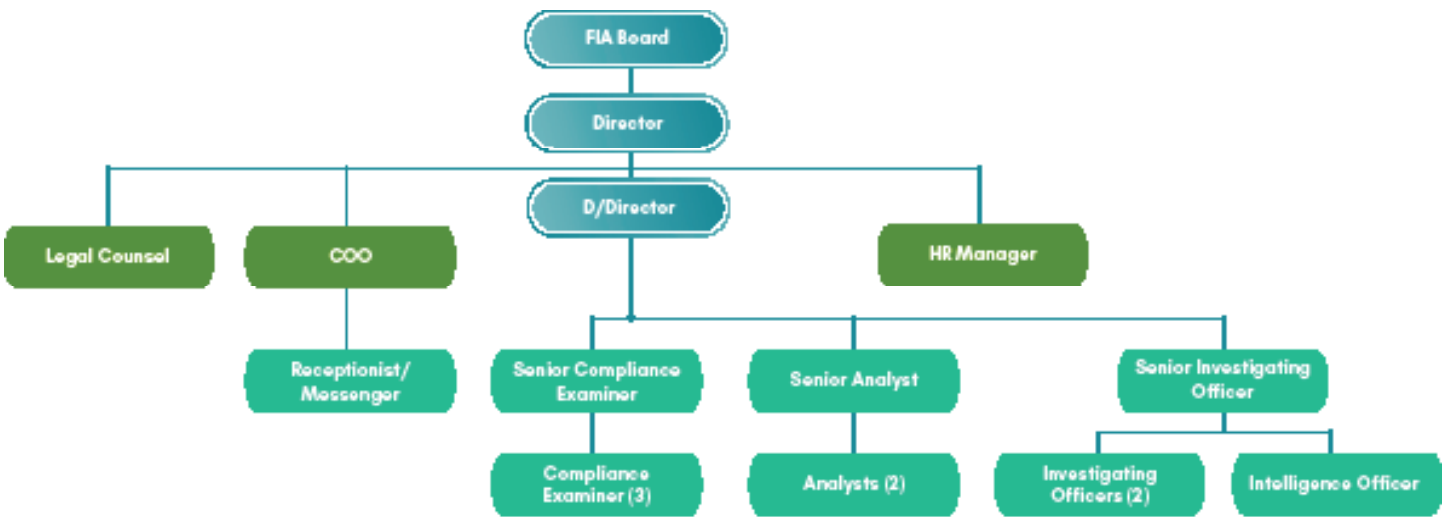 FIA Board
Director
D/Director
Legal Counsel
COO
HR Manager
Receptionist/
Messenger
Senior Compliance
Examiner
Senior Analyst
Senior Investigating
Officer
Compliance
Examiner (3)
Analysts (2)
Investigating
Officers (2)
Intelligence Officer